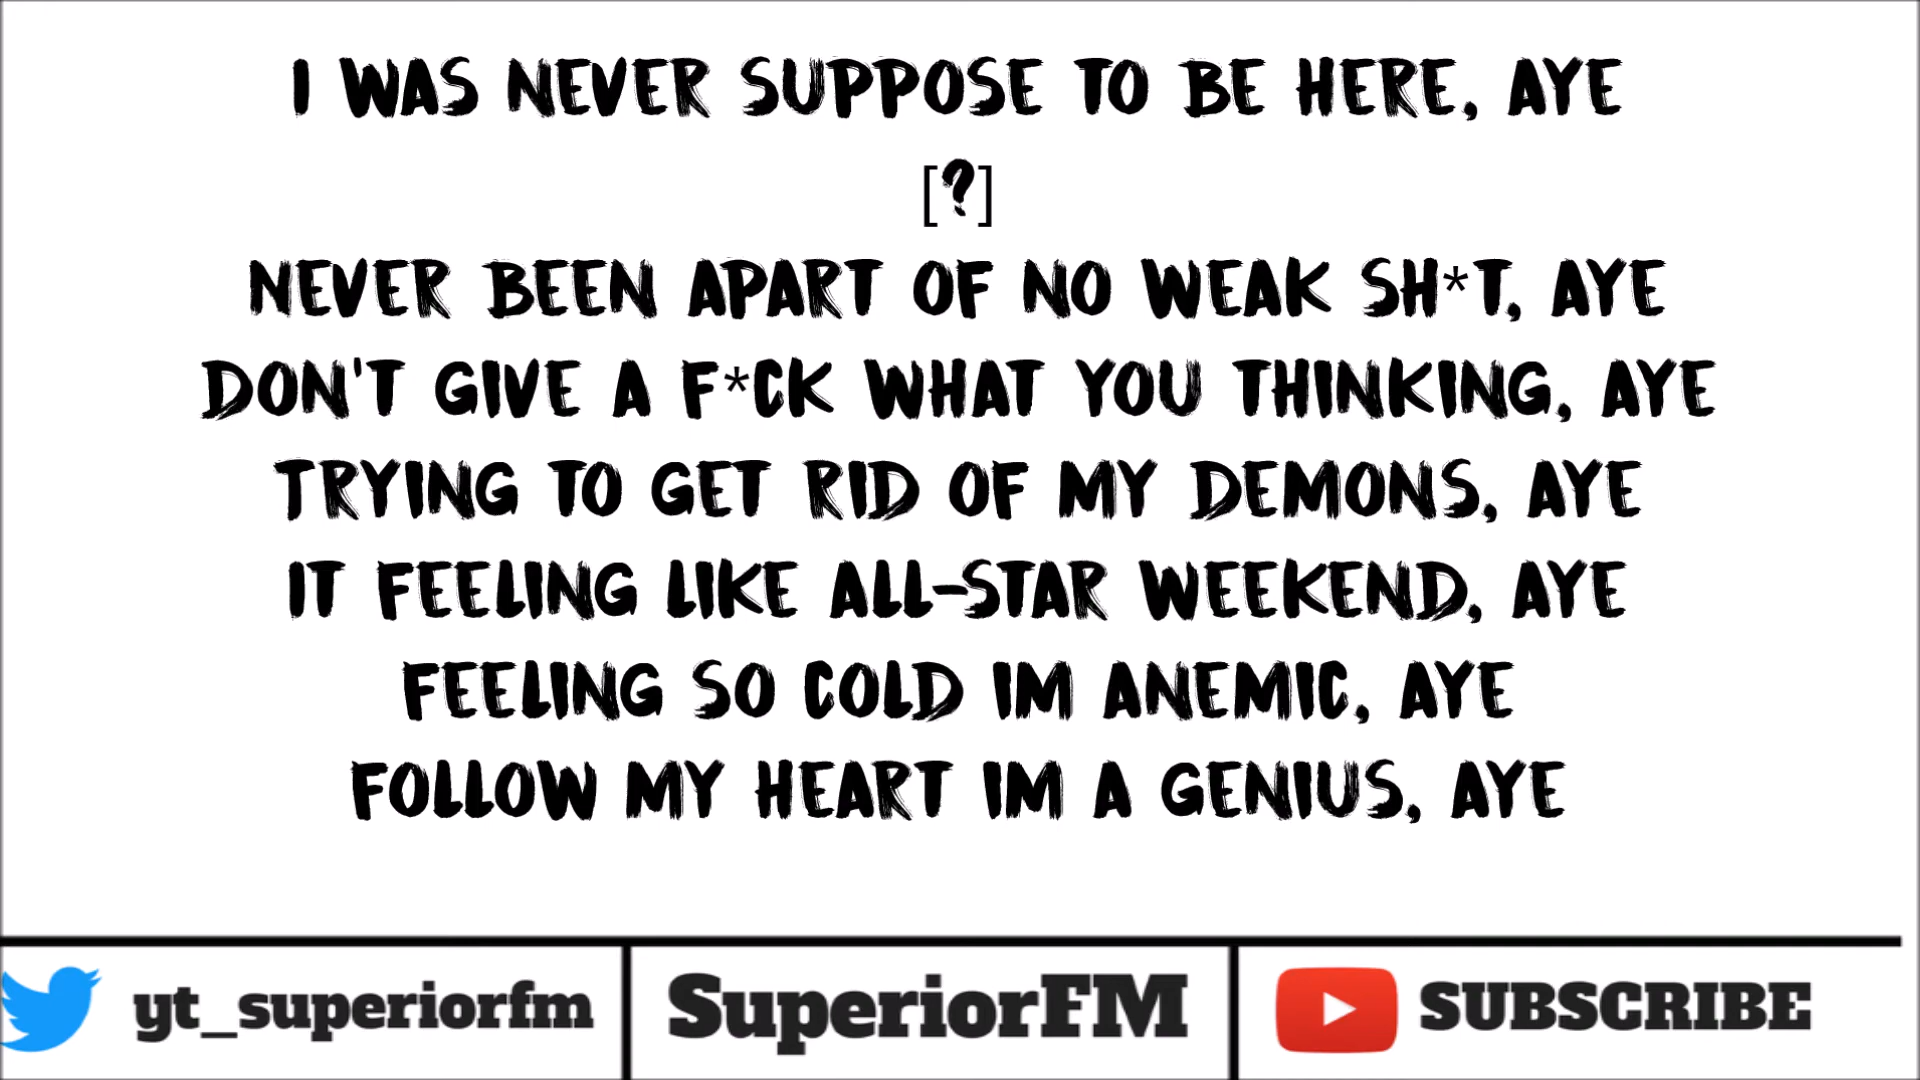 I WAS NEVER SUPPOSE TO BE HERE, AYE
[?]
NEVER BEEN APART OF NO WEAK SH*T, AYE
DON'T GIVE A F*CK WHAT YOU THINKING, AYE
TRYING TO GET RID OF MY DEMONS, AYE
IT FEELING LIKE ALL-STAR WEEKEND, AYE
FEELING SO COLD IM ANEMIC, AYE
FOLLOW MY HEART IM A GENIUS, AYE
yt_superiorfm
SuperiorFM
SUBSCRIBE